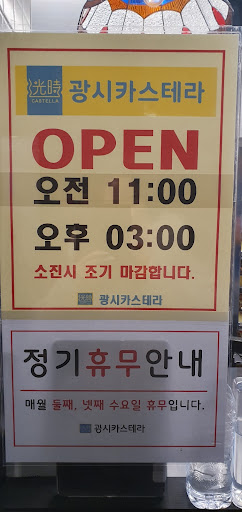 光時
CASTELLA
광시카스테라
OPEN
오전 11:00
오후 03:00
소진시 조기 마감합니다.
광시카스테라
정기휴무안내
매월 둘째, 넷째 수요일 휴무입니다.
광시카스테라